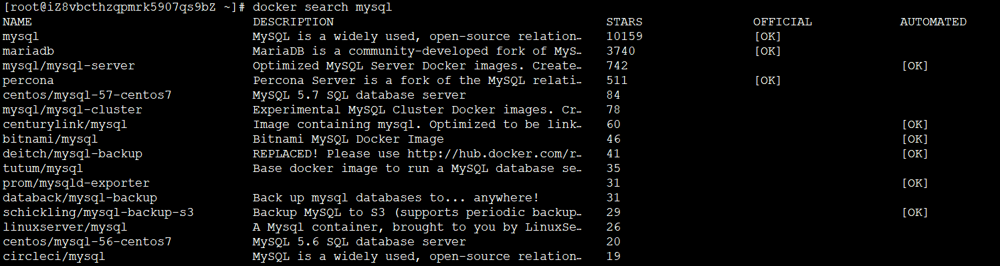 [root@iZ8vbcthzqpmrk5907qs9bZ ~]# docker search mysql
NAME DESCRIPTION STARS OFFICIAL AUTOMATED
mysql MySQL is a widely used, open-source relation… 10159 [OK]
mariadb MariaDB is a community-developed fork of MyS… 3740 [OK]
mysql/mysql-server Optimized MySQL Server Docker images. Create… 742 [OK]
percona Percona Server is a fork of the MySQL relati… 511 [OK]
centos/mysql-57-centos7 MySQL 5.7 SQL database server 84
mysql/mysql-cluster Experimental MySQL Cluster Docker images. Cr… 78
centurylink/mysql Image containing mysql. Optimized to be link… 60 [OK]
bitnami/mysql Bitnami MySQL Docker Image 46 [OK]
deitch/mysql-backup REPLACED! Please use http://hub.docker.com/r… 41 [OK]
tutum/mysql Base docker image to run a MySQL database se… 35
prom/mysqld-exporter 31 [OK]
databack/mysql-backup Back up mysql databases to... anywhere! 31
schickling/mysql-backup-s3 Backup MySQL to S3 (supports periodic backup… 29 [OK]
linuxserver/mysql A Mysql container, brought to you by LinuxSe… 26
centos/mysql-56-centos7 MySQL 5.6 SQL database server 20
circleci/mysql MySQL is a widely used, open-source relation… 19